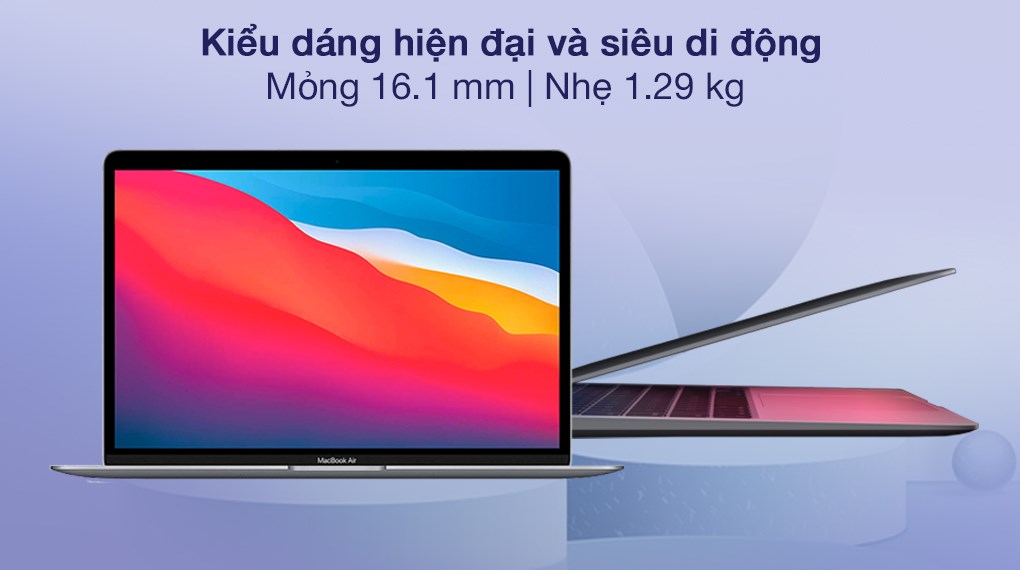 Kiểu dáng hiện đại và siêu di động
Mỏng 16.1 mm | Nhẹ 1.29 kg
MacBook Air